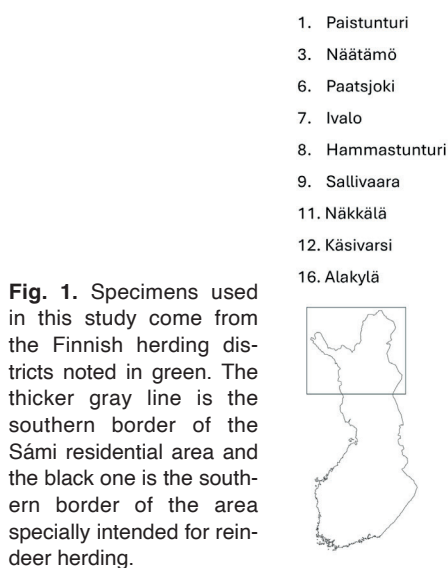 1. Paistunturi
3. Näätämö
6. Paatsjoki
7. Ivalo
8. Hammastunturi
9. Sallivaara
11. Näkkälä
12. Käsivarsi
16. Alakylä
Fig. 1. Specimens used
in this study come from
the Finnish herding dis-
tricts noted in green. The
thicker gray line is the
southern border of the
Sámi residential area and
the black one is the south-
ern border of the area
specially intended for rein-
deer herding.